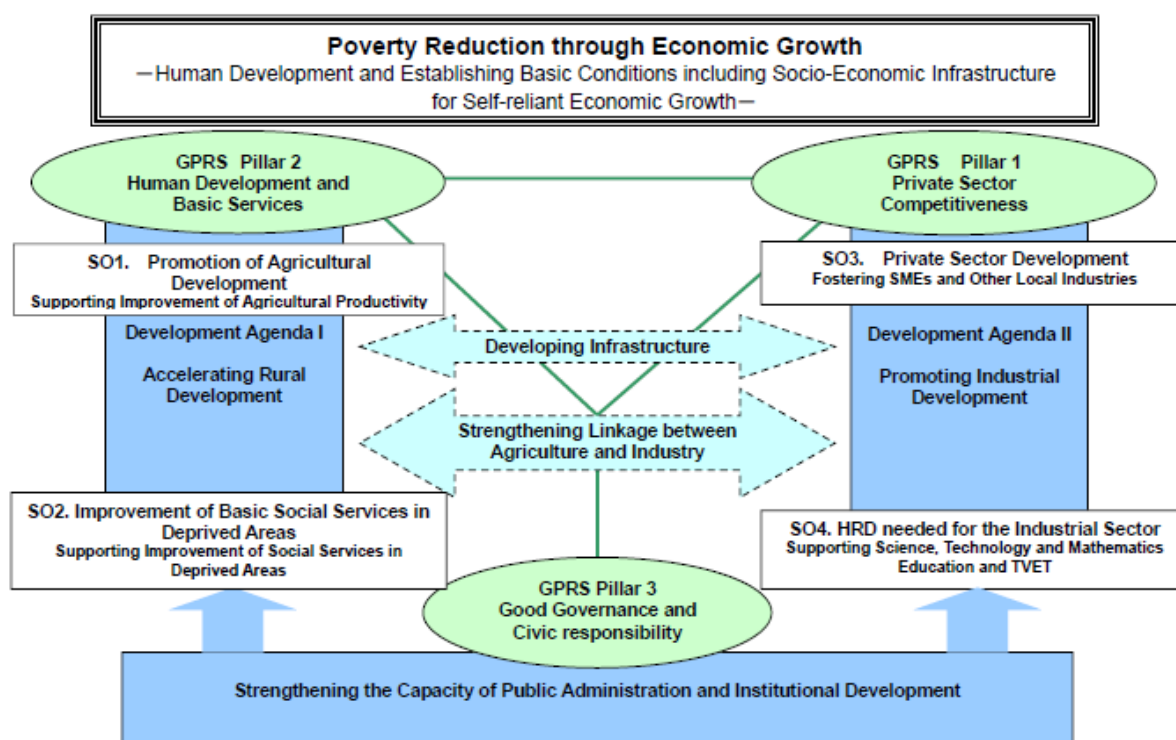 Poverty Reduction through Economic Growth
—Human Development and Establishing Basic Conditions including Socio-Economic Infrastructure
for Self-reliant Economic Growth—
GPRS Pillar 2
Human Development and
Basic Services
GPRS Pillar 1
Private Sector
Competitiveness
SO1. Promotion of Agricultural
Development
Supporting Improvement of Agricultural Productivity
SO3. Private Sector Development
Fostering SMEs and Other Local Industries
Development Agenda I
Accelerating Rural
Development
Developing Infrastructure
Development Agenda II
Promoting Industrial
Development
Strengthening Linkage between
Agriculture and Industry
SO2. Improvement of Basic Social Services in
Deprived Areas
Supporting Improvement of Social Services in
Deprived Areas
SO4. HRD needed for the Industrial Sector
Supporting Science, Technology and Mathematics
Education and TVET
GPRS Pillar 3
Good Governance and
Civic responsibility
Strengthening the Capacity of Public Administration and Institutional Development